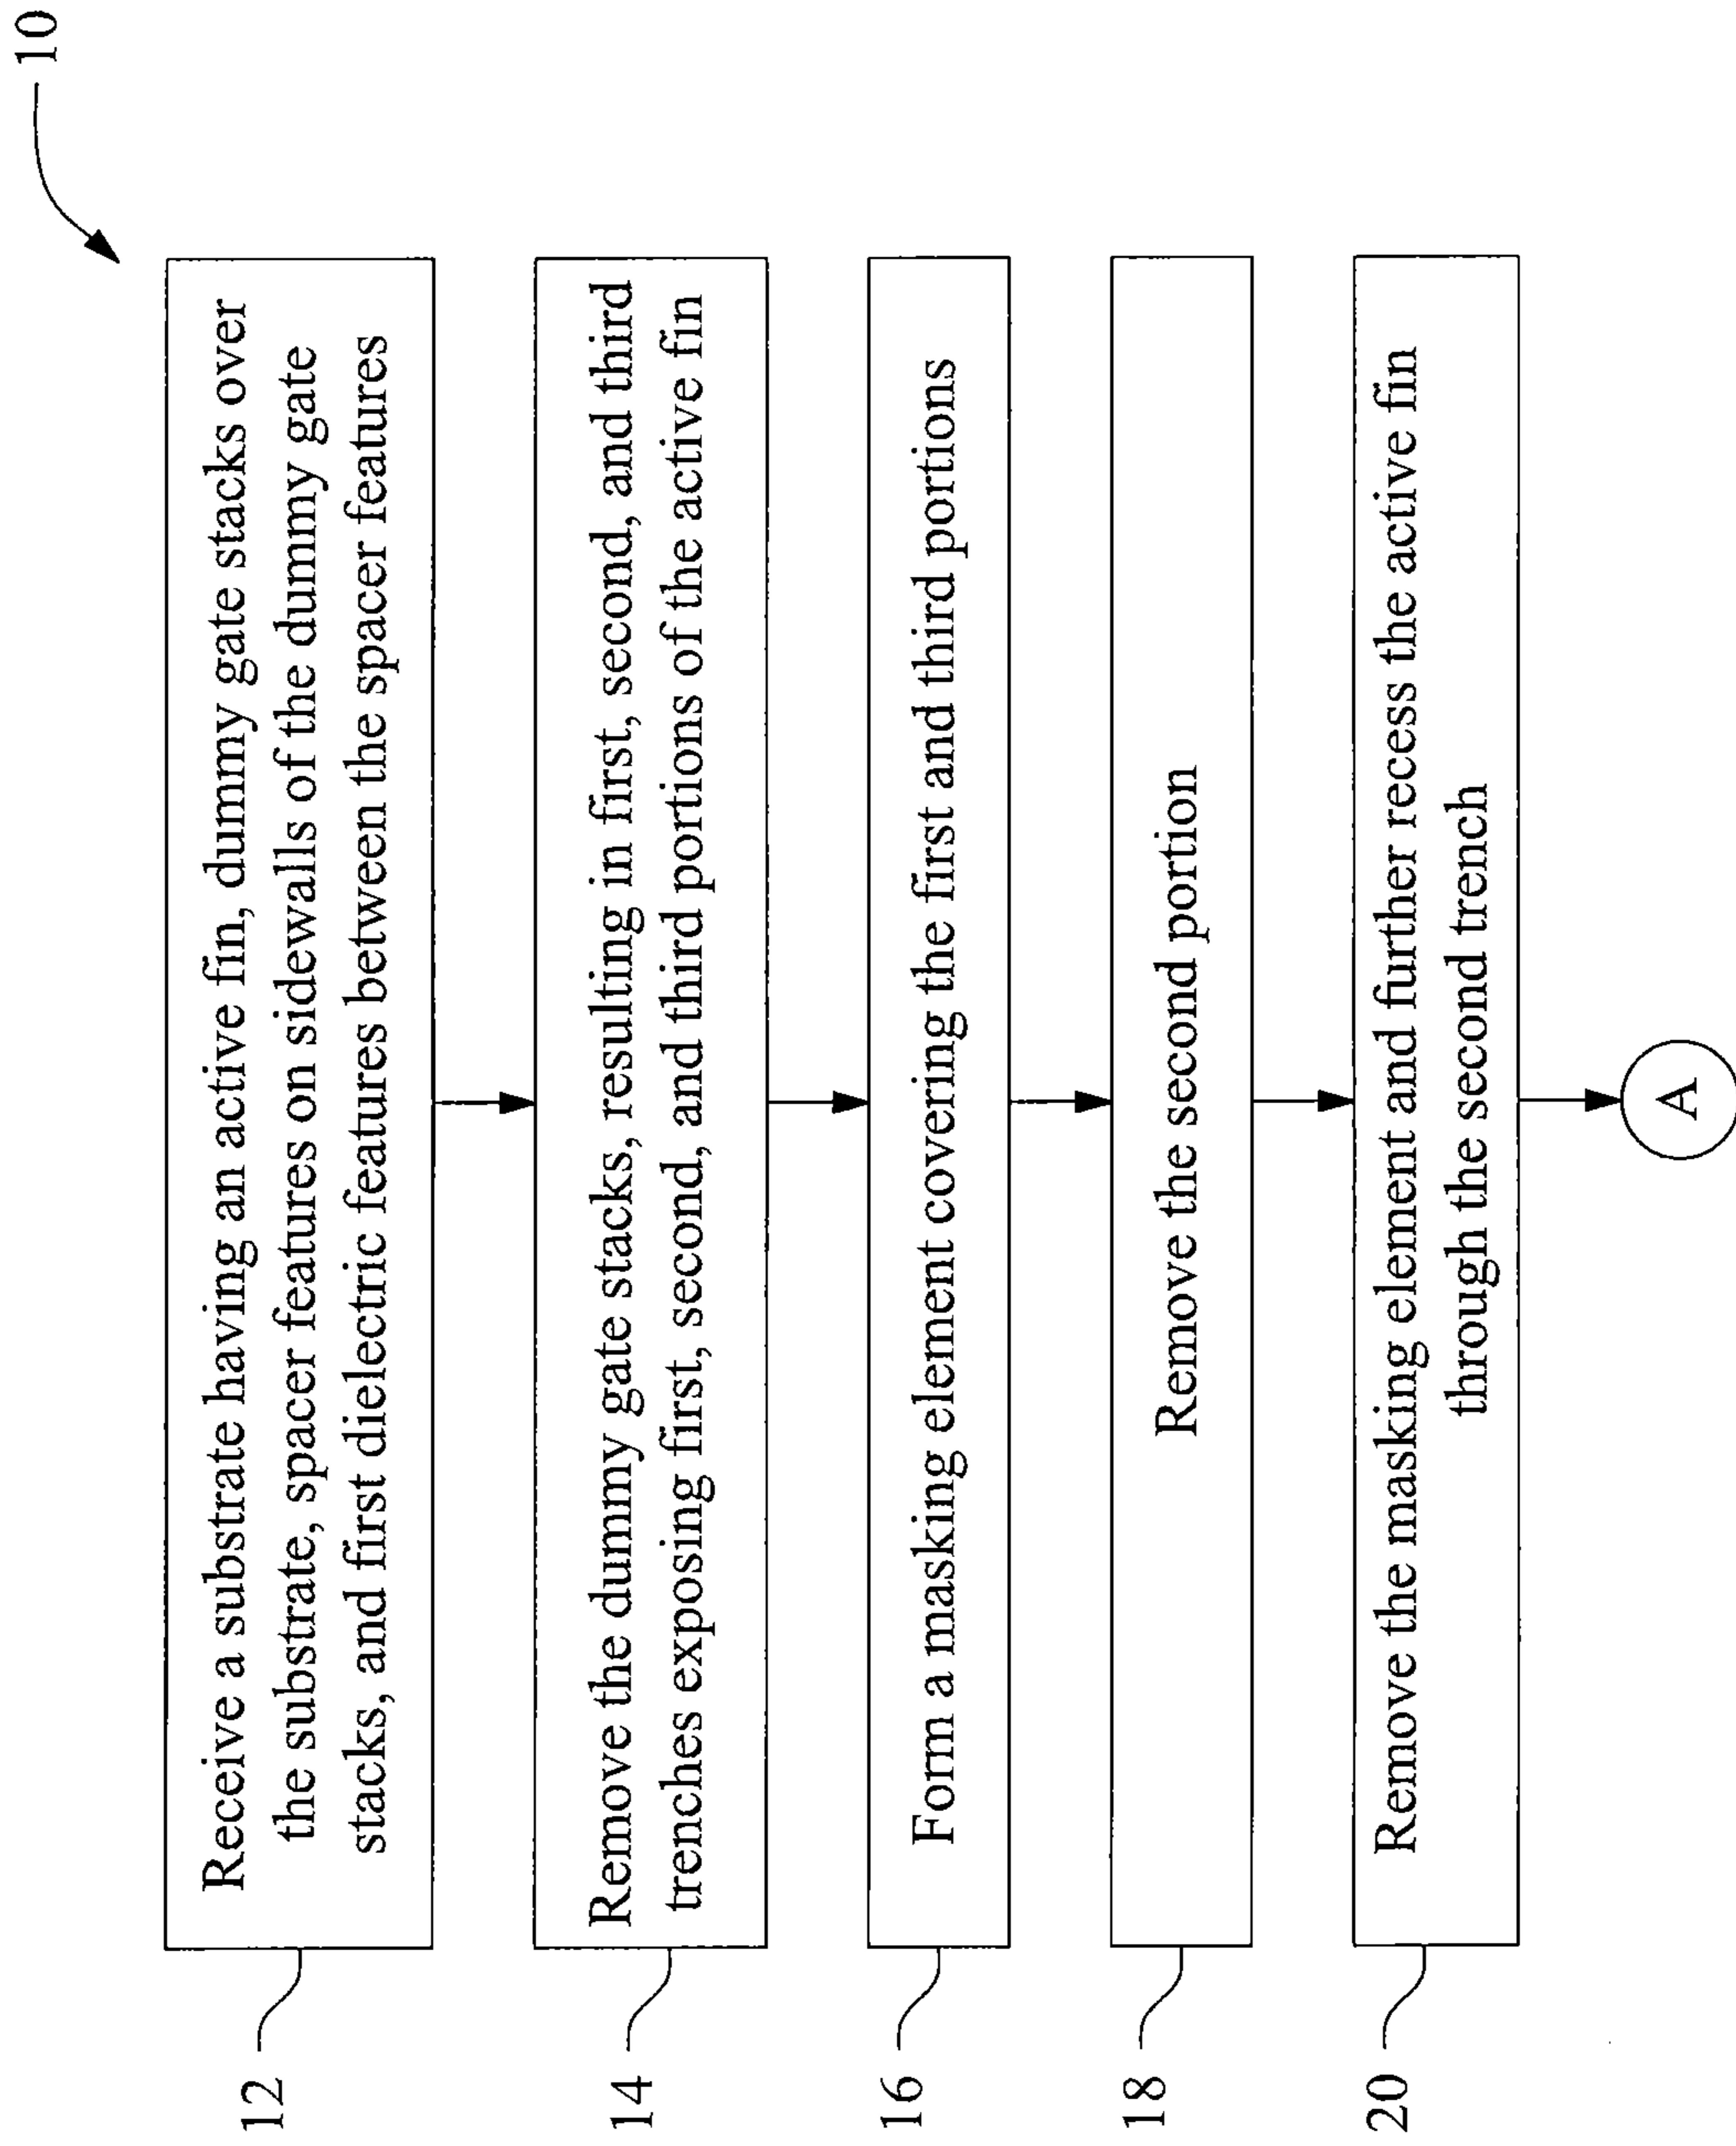 10
12
Receive a substrate having an active fin, dummy gate stacks over
the substrate, spacer features on sidewalls of the dummy gate
stacks, and first dielectric features between the spacer features
14
Remove the dummy gate stacks, resulting in first, second, and third
trenches exposing first, second, and third portions of the active fin
16
Form a masking element covering the first and third portions
18
Remove the second portion
20
Remove the masking element and further recess the active fin
through the second trench
A